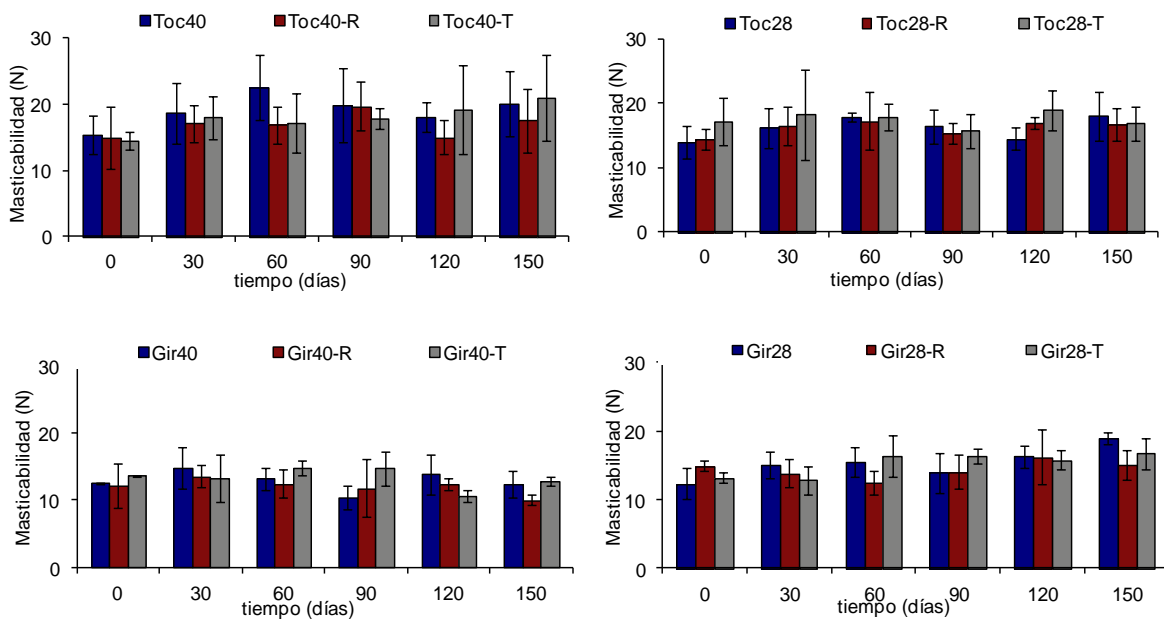 Toc40 Toc40-R Toc40-T
Masticabilidad (N)
30
20
10
0
0 30 60 90 120 150
tiempo (días)
Toc28 Toc28-R Toc28-T
Masticabilidad (N)
30
20
10
0
0 30 60 90 120 150
tiempo (días)
Gir40 Gir40-R Gir40-T
Masticabilidad (N)
30
20
10
0
0 30 60 90 120 150
tiempo (días)
Gir28 Gir28-R Gir28-T
Masticabilidad (N)
30
20
10
0
0 30 60 90 120 150
tiempo (días)